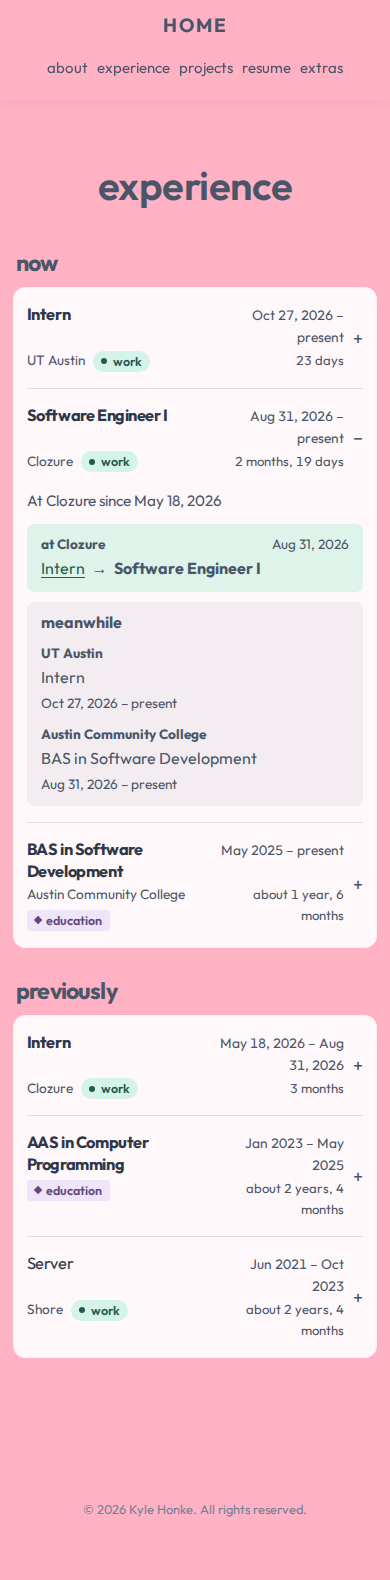 HOME
about experience projects resume extras
experience
now
Intern
Oct 27, 2026 –
present
+
UT Austin
work
23 days
Software Engineer I
Aug 31, 2026 –
present
−
Clozure
work
2 months, 19 days
At Clozure since May 18, 2026
at Clozure
Aug 31, 2026
Intern → Software Engineer I
meanwhile
UT Austin
Intern
Oct 27, 2026 – present
Austin Community College
BAS in Software Development
Aug 31, 2026 – present
BAS in Software
Development
May 2025 – present
+
Austin Community College
education
about 1 year, 6
months
previously
Intern
May 18, 2026 – Aug
31, 2026
+
Clozure
work
3 months
AAS in Computer
Programming
Jan 2023 – May
2025
+
education
about 2 years, 4
months
Server
Jun 2021 – Oct
2023
+
Shore
work
about 2 years, 4
months
© 2026 Kyle Honke. All rights reserved.